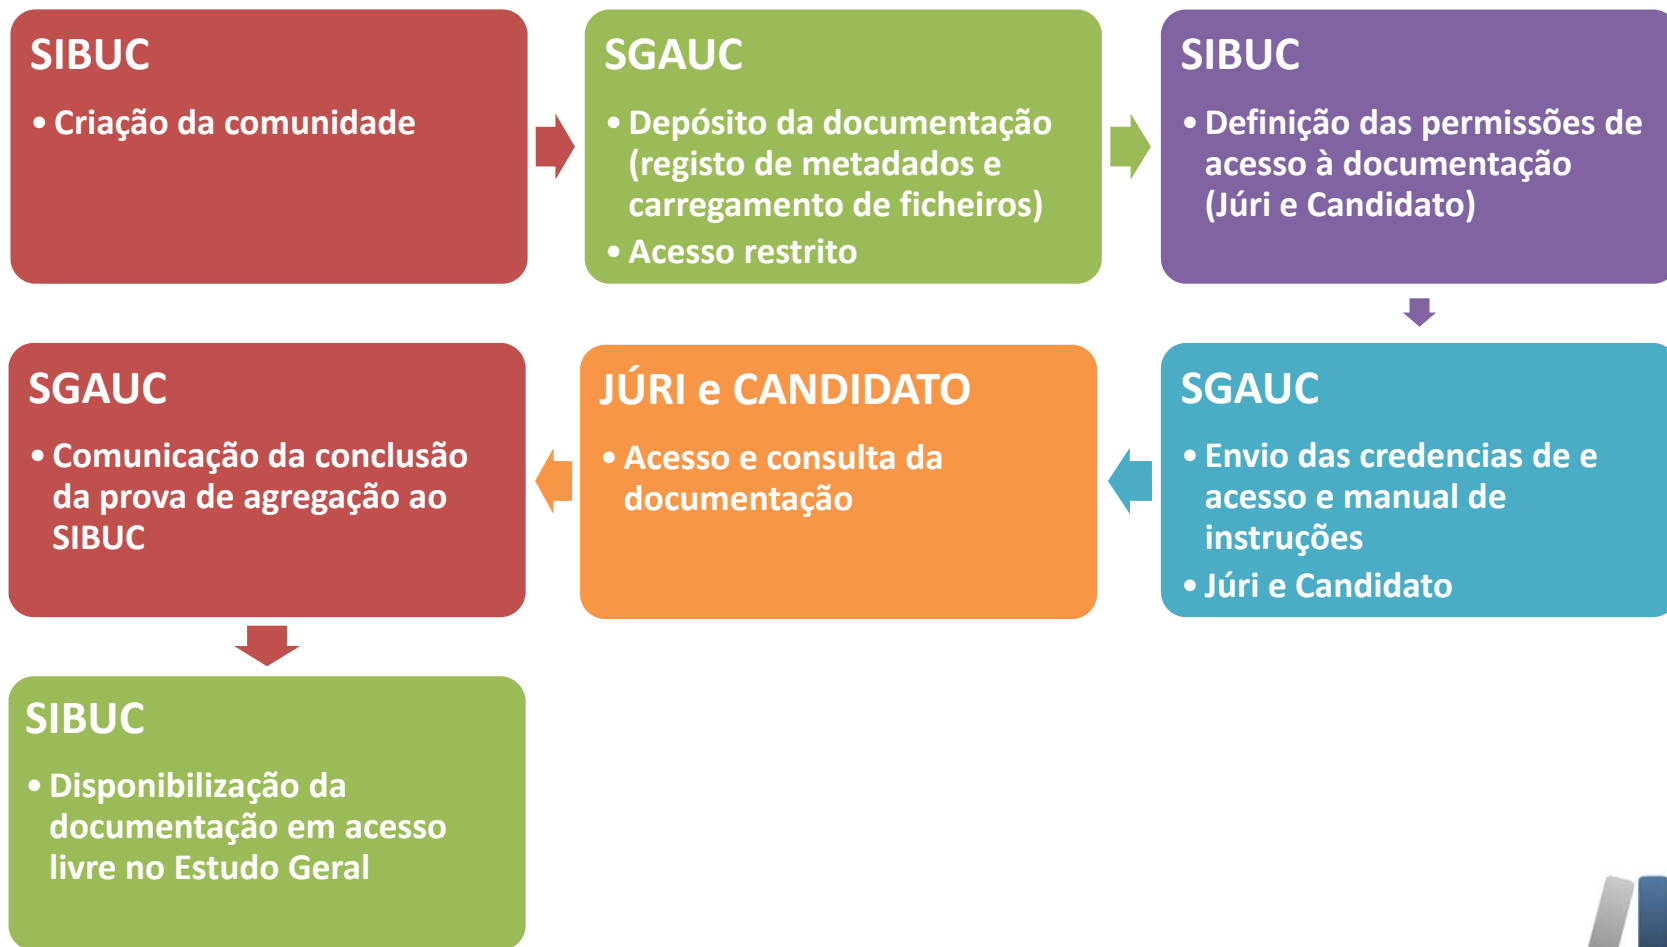 SIBUC
• Criação da comunidade
SGAUC
• Depósito da documentação
(registo de metadados e
carregamento de ficheiros)
• Acesso restrito
SIBUC
• Definição das permissões de
acesso à documentação
(Júri e Candidato)
SGAUC
• Envio das credencias de e
acesso e manual de
instruções
• Júri e Candidato
JÚRI e CANDIDATO
• Acesso e consulta da
documentação
SGAUC
• Comunicação da conclusão
da prova de agregação ao
SIBUC
SIBUC
• Disponibilização da
documentação em acesso
livre no Estudo Geral